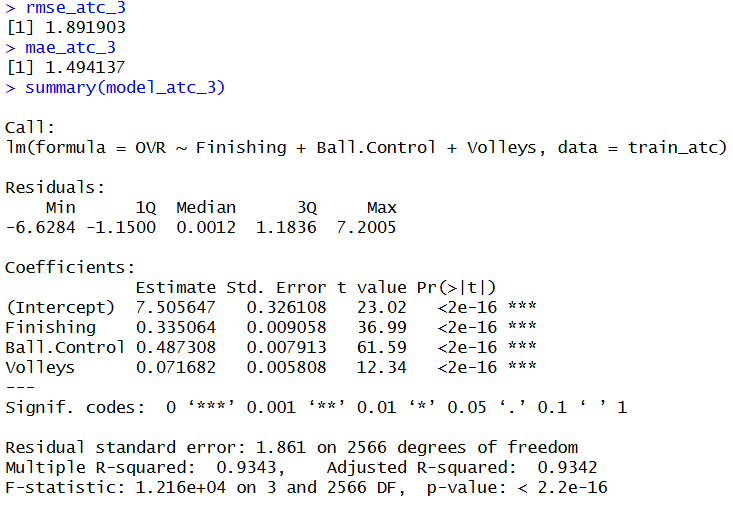 > rmse_atc_3
[1] 1.891903
> mae_atc_3
[1] 1.494137
> summary(model_atc_3)
Call:
lm(formula = OVR ~ Finishing + Ball.Control + Volleys, data = train_atc)
Residuals:
    Min      1Q  Median      3Q     Max
-6.6284 -1.1500  0.0012  1.1836  7.2005
Coefficients:
             Estimate Std. Error t value Pr(>|t|)
(Intercept)  7.505647   0.326108   23.02   <2e-16 ***
Finishing    0.335064   0.009058   36.99   <2e-16 ***
Ball.Control 0.487308   0.007913   61.59   <2e-16 ***
Volleys      0.071682   0.005808   12.34   <2e-16 ***
---
Signif. codes:  0 ‘***’ 0.001 ‘**’ 0.01 ‘*’ 0.05 ‘.’ 0.1 ‘ ’ 1
Residual standard error: 1.861 on 2566 degrees of freedom
Multiple R-squared:  0.9343,    Adjusted R-squared:  0.9342
F-statistic: 1.216e+04 on 3 and 2566 DF,  p-value: < 2.2e-16